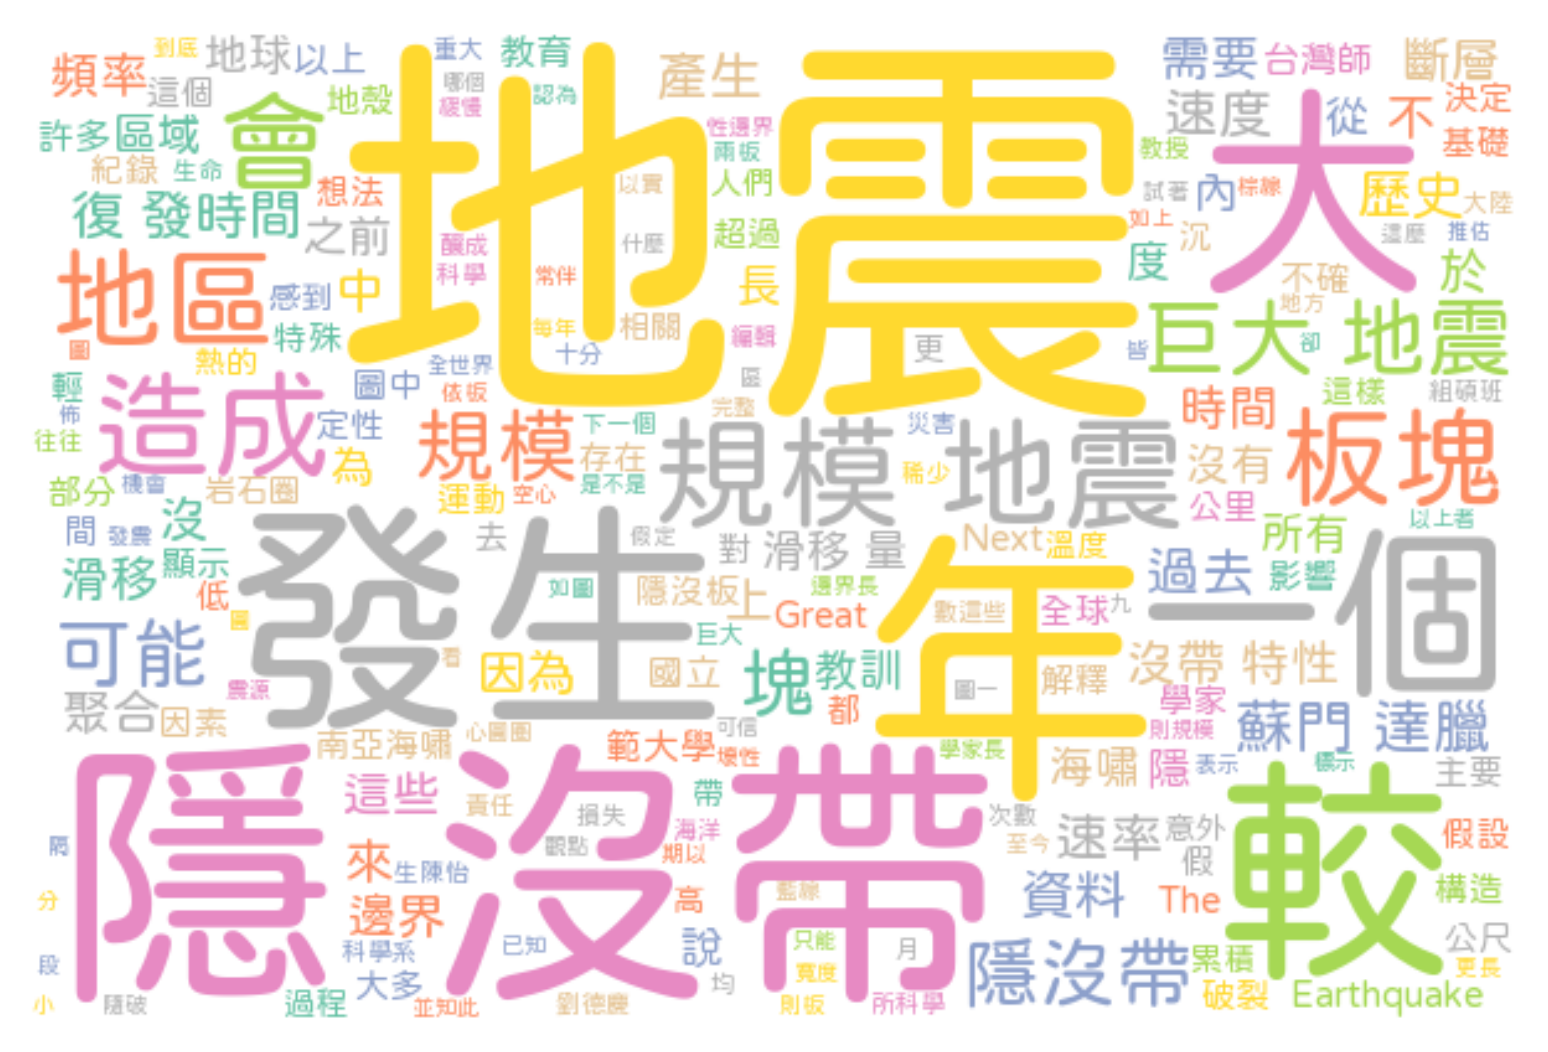 頻率
到底
地球
以上
重大
教育
產生
地震
需要
台灣師
斷層
這個
哪個
緩慢
認為
地殼
會
速度
從
不
決定
大
許多
區域
性邊界
兩板
教授
基礎
紀錄
生命
想法
以實
人們
試著
內
棕線
歷史
大陸
復 發時間
之前
釀成
什麼
超過
如上
沉
這麼
推估
地區
感到
中
科學
常伴
長
度
不確
地方
於
特殊
每年
相關
編輯
巨大 地震
圖
熱的
十分
更
皆
卻
輕
圖中
全世界
依板
區
造成
這樣
組碩班
佈
定性
規模
下一個
完整
災害
時間
板塊
往往
為
存在
規模 地震
稀少
沒有
部分
機會
岩石圈
運動
空心
是不是
公里
間
發震
沒
發生
去
假定
對 滑移 量
Next
溫度
所有
以上者
滑移
顯示
低
如圖
隱沒板
上
邊界長
年
過去
影響
一個
圖
Great
數這些
全球
九
可能
看
巨大
因為
國立
塊
教訓
圖一
解釋
沒帶 特性
震源
聚合
因素
都
學家
則規模
蘇門 達臘
南亞海嘯
心圓圈
範大學
可信
壞性
學家長
海嘯
隱
表示
標示
主要
隱沒帶
這些
責任
帶
較
損失
海洋
次數
隔
來
觀點
期以
至今
速率
意外
假
假設
生陳怡
分
邊界
高
藍線
資料
The
構造
科學系
已知
說
只能
月
隱沒帶
累積
公尺
段
大多
均
寬度
更長
小
隨破
過程
並知此
劉德慶
則板
所科學
破裂
Earthquake